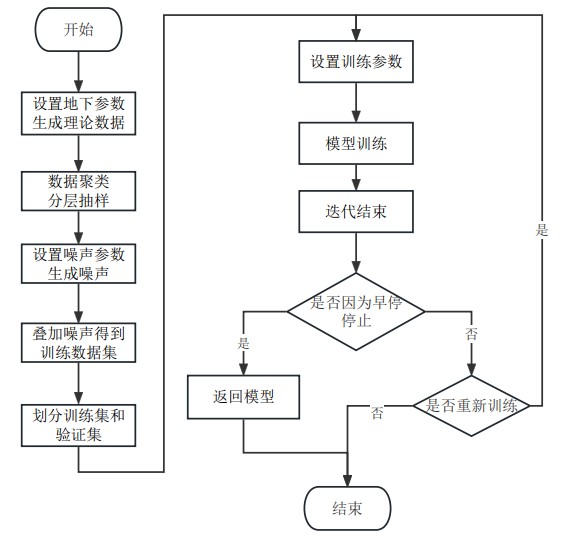 开始
设置地下参数
生成理论数据
数据聚类
分层抽样
设置噪声参数
生成噪声
叠加噪声得到
训练数据集
划分训练集和
验证集
设置训练参数
模型训练
迭代结束
是否因为早停
停止
是
否
是
返回模型
是否重新训练
否
结束